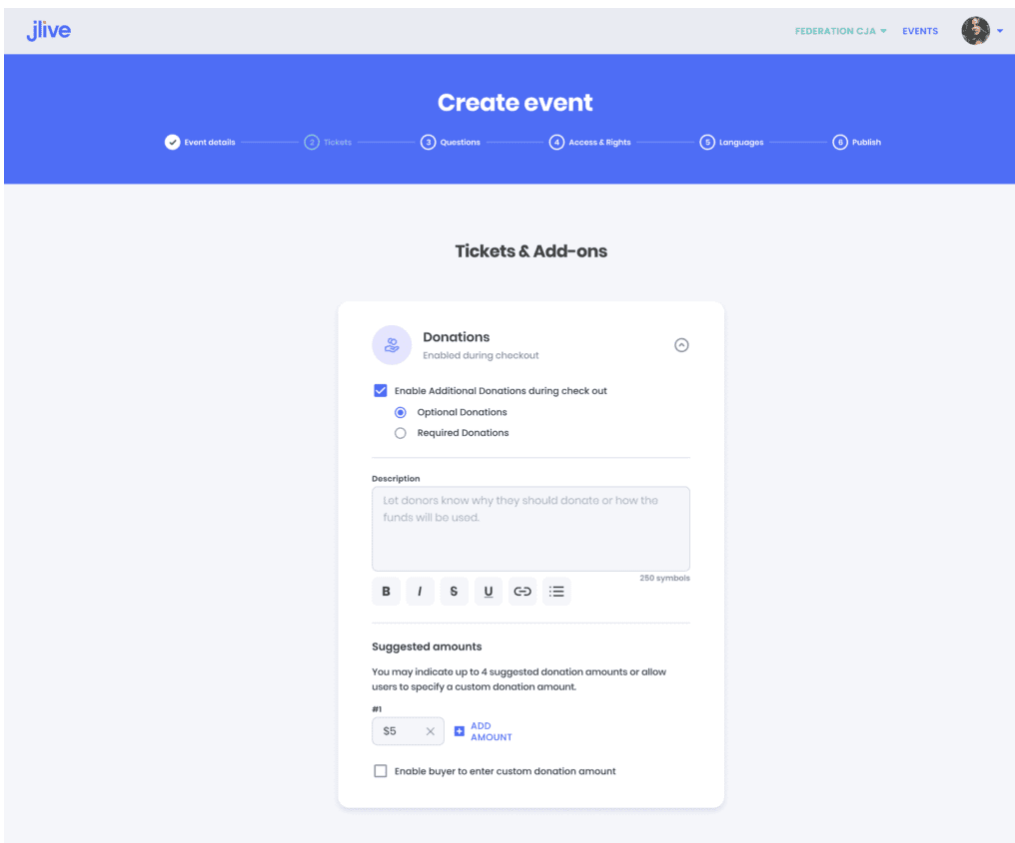 jlive
FEDERATION CJA
EVENTS
Create event
Event details
2 Tickets
3 Questions
4 Access & Rights
5 Languages
6 Publish
Tickets & Add-ons
Donations
Enabled during checkout
Enable Additional Donations during check out
Optional Donations
Required Donations
Description
Let donors know why they should donate or how the
funds will be used.
250 symbols
B I S U
Suggested amounts
You may indicate up to 4 suggested donation amounts or allow
users to specify a custom donation amount.
#1
$5
ADD
AMOUNT
Enable buyer to enter custom donation amount